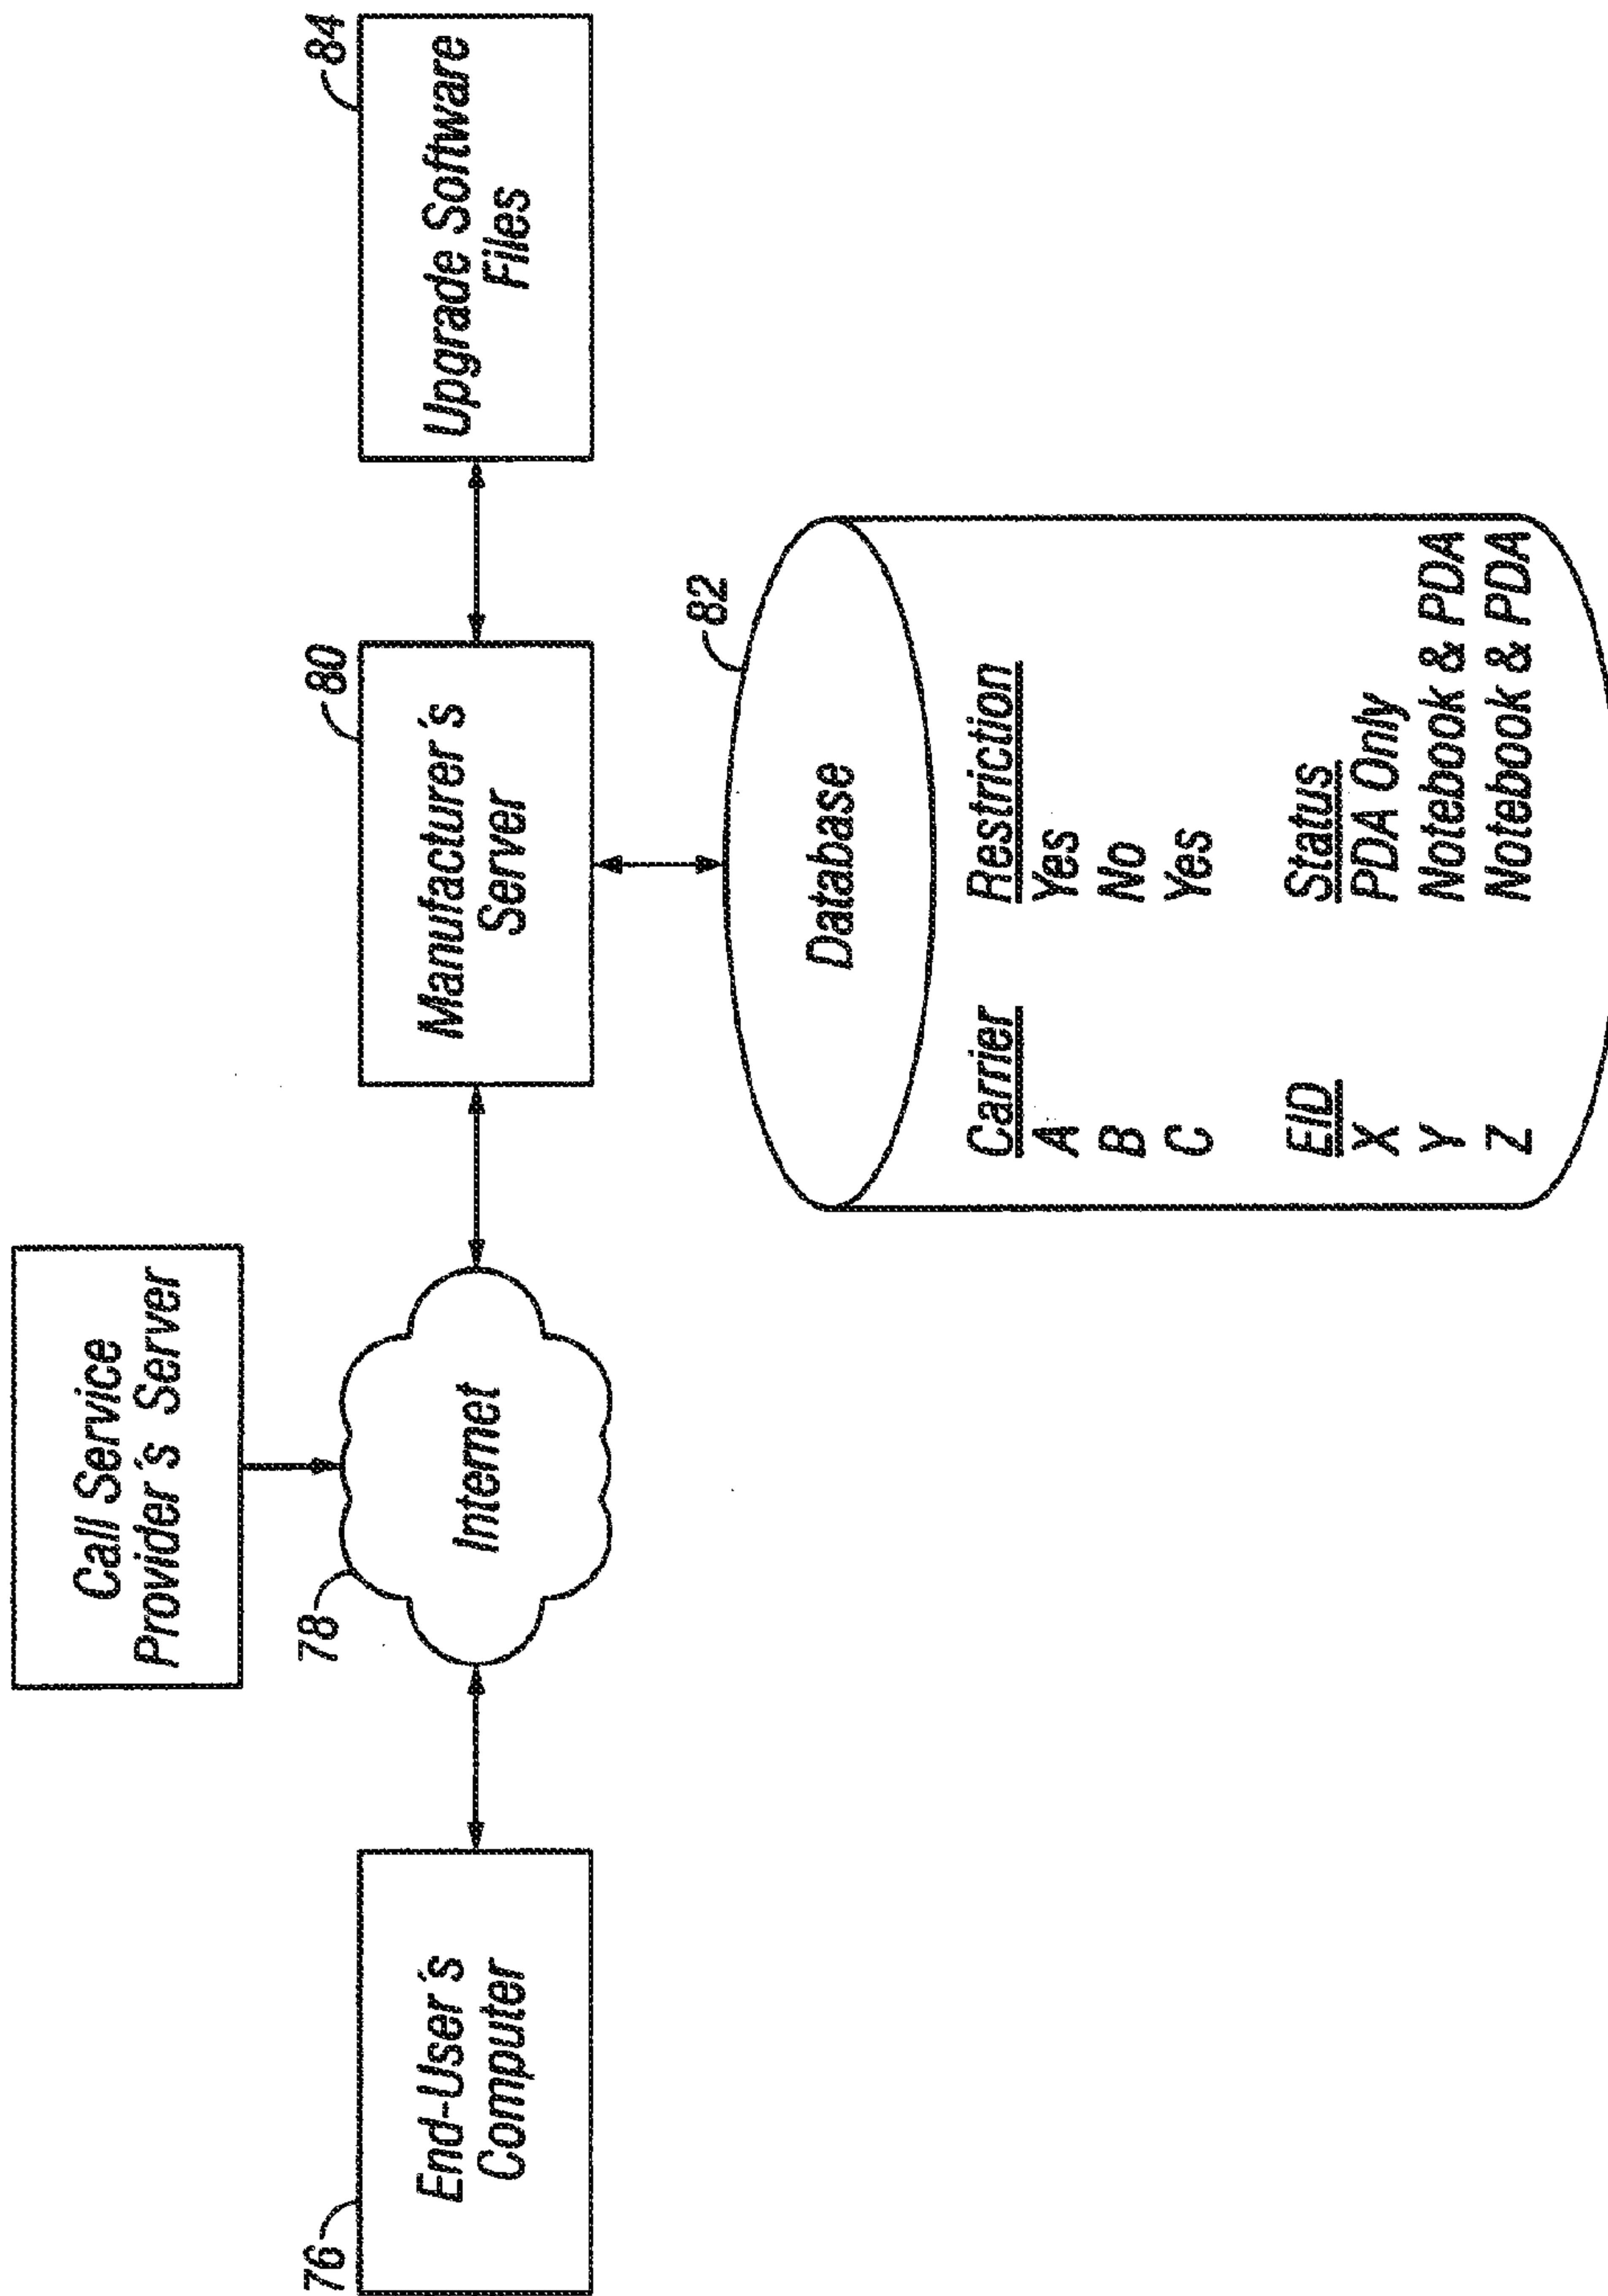 Call Service
Provider´s Server
76
End-User´s
Computer
78
Internet
80
Manufacturer´s
Server
84
Upgrade Software
Files
82
Database
Carrier Restriction
A Yes
B No
C Yes
EID Status
X PDA Only
Y Notebook & PDA
Z Notebook & PDA